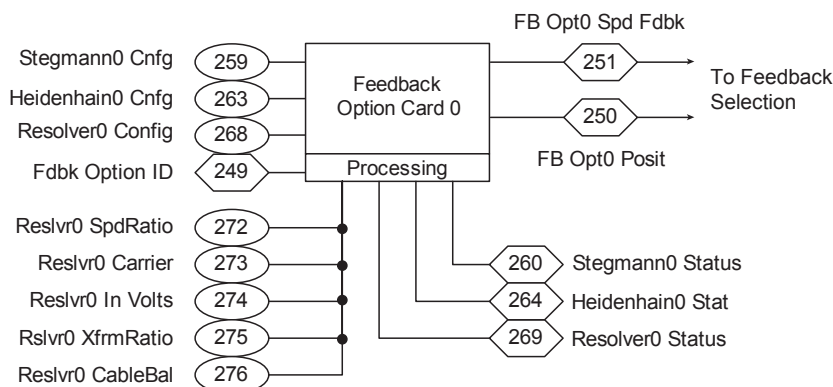 FB Opt0 Spd Fdbk
Stegmann0 Cnfg 259
Heidenhain0 Cnfg 263
Resolver0 Config 268
Fdbk Option ID 249
Feedback
Option Card 0
Processing
251
To Feedback
Selection
250
FB Opt0 Posit
Reslvr0 SpdRatio 272
Reslvr0 Carrier 273
Reslvr0 In Volts 274
Rslvr0 XfrmRatio 275
Reslvr0 CableBal 276
260 Stegmann0 Status
264 Heidenhain0 Stat
269 Resolver0 Status